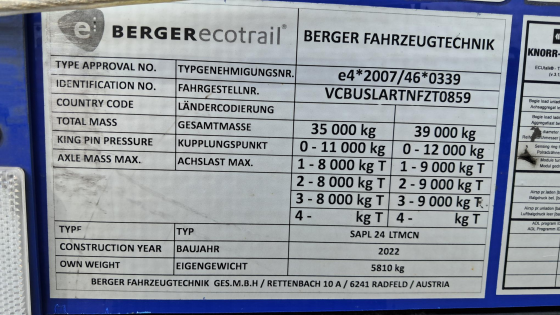 e BERGERecotrail® BERGER FAHRZEUGTECHNIK
TYPE APPROVAL NO. TYPGENEHMIGUNGSNR. e4*2007/46*0339
IDENTIFICATION NO. FAHRGESTELLNR. VCBUSLARTNFZT0859
COUNTRY CODE LÄNDERCODIERUNG
TOTAL MASS GESAMTMASSE 35 000 kg 39 000 kg
KING PIN PRESSURE KUPPLUNGSPUNKT 0 - 11 000 kg 0 - 12 000 kg
AXLE MASS MAX. ACHSLAST MAX. 1 - 8 000 kg T 1 - 9 000 kg T
2 - 8 000 kg T 2 - 9 000 kg T
3 - 8 000 kg T 3 - 9 000 kg T
4 - kg T 4 - kg T
TYPE TYP SAPL 24 LTMCN
CONSTRUCTION YEAR BAUJAHR 2022
OWN WEIGHT EIGENGEWICHT 5810 kg
BERGER FAHRZEUGTECHNIK GES.M.B.H / RETTENBACH 10 A / 6241 RADFELD / AUSTRIA
KNORR-